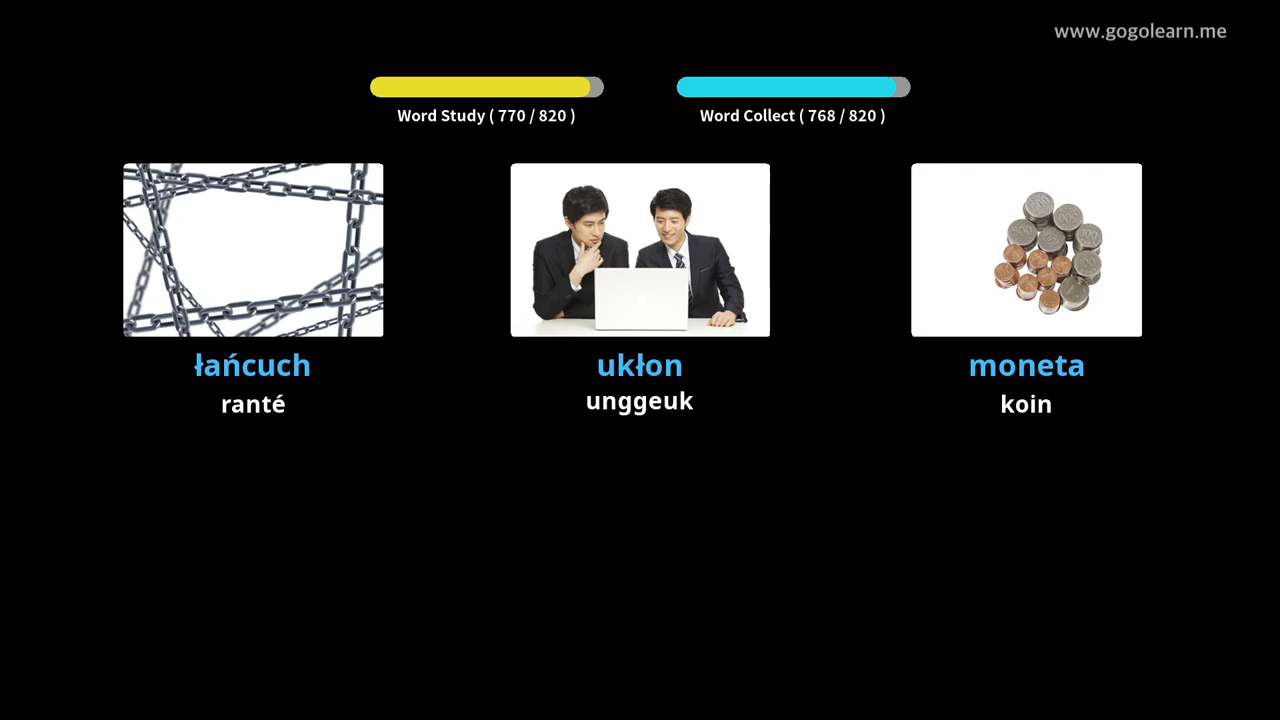 www.gogolearn.me
Word Study ( 770 / 820 )
Word Collect ( 768 / 820 )
łańcuch
ranté
ukłon
unggeuk
moneta
koin